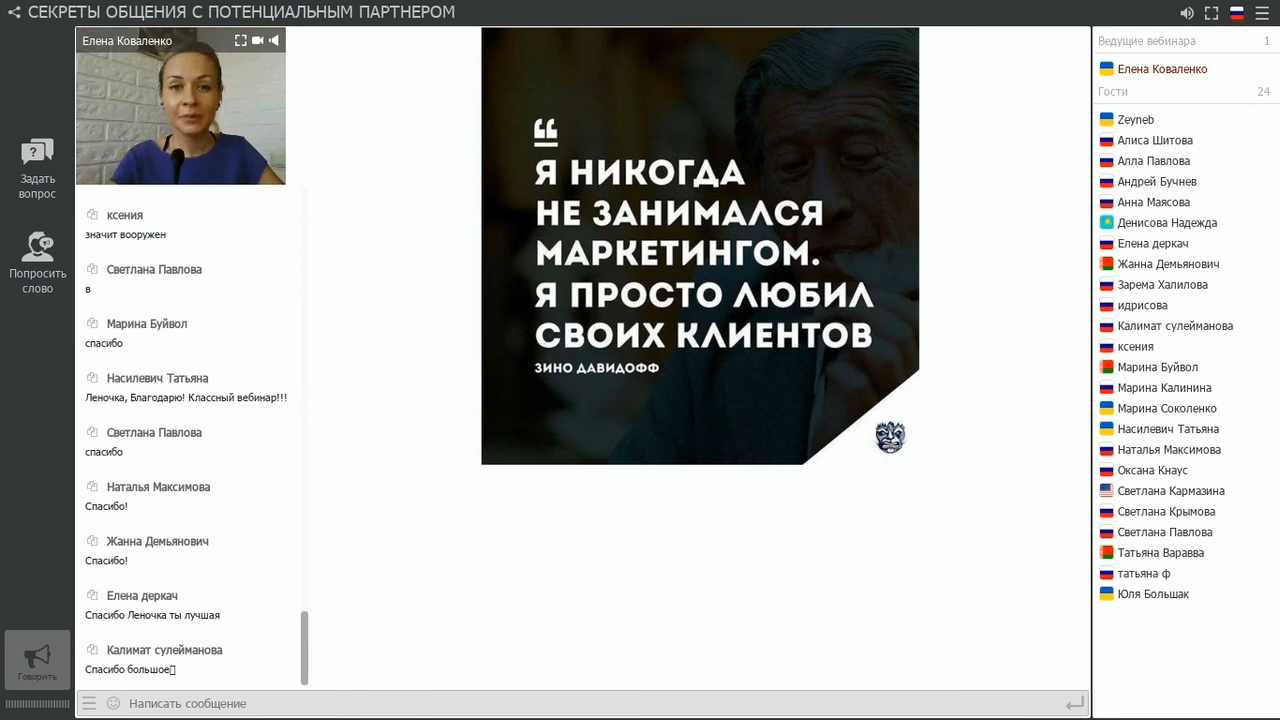 СЕКРЕТЫ ОБЩЕНИЯ С ПОТЕНЦИАЛЬНЫМ ПАРТНЕРОМ
Задать
вопрос
Попросить
слово
Говорить
Елена Коваленко
ксения
значит вооружен
Светлана Павлова
в
Марина Буйвол
спасибо
Насилевич Татьяна
Леночка, Благодарю! Классный вебинар!!!
Светлана Павлова
спасибо
Наталья Максимова
Спасибо!
Жанна Демьянович
Спасибо!
Елена деркач
Спасибо Леночка ты лучшая
Калимат сулейманова
Спасибо большое
Написать сообщение
“
Я НИКОГДА
НЕ ЗАНИМАЛСЯ
МАРКЕТИНГОМ.
Я ПРОСТО ЛЮБИЛ
СВОИХ КЛИЕНТОВ
ЗИНО ДАВИДОФФ
Ведущие вебинара 1
Елена Коваленко
Гости 24
Zeyneb
Алиса Шитова
Алла Павлова
Андрей Бучнев
Анна Маясова
Денисова Надежда
Елена деркач
Жанна Демьянович
Зарема Халилова
идрисова
Калимат сулейманова
ксения
Марина Буйвол
Марина Калинина
Марина Соколенко
Насилевич Татьяна
Наталья Максимова
Оксана Кнаус
Светлана Кармазина
Светлана Крымова
Светлана Павлова
Татьяна Варавва
татьяна ф
Юля Большак